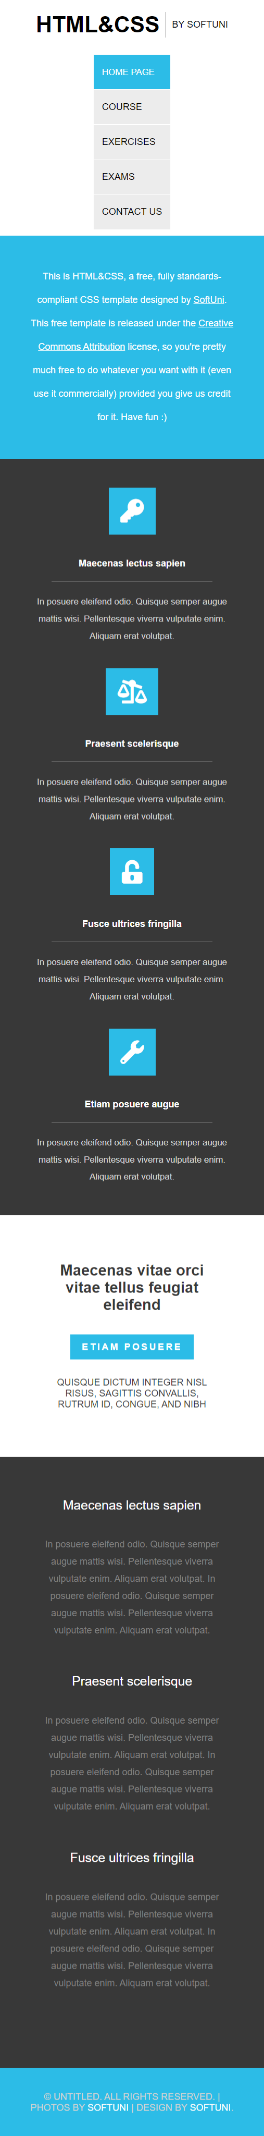 HTML&CSS BY SOFTUNI
HOME PAGE
COURSE
EXERCISES
EXAMS
CONTACT US
This is HTML&CSS, a free, fully standards-
compliant CSS template designed by SoftUni.
This free template is released under the Creative
Commons Attribution license, so you're pretty
much free to do whatever you want with it (even
use it commercially) provided you give us credit
for it. Have fun :)
Maecenas lectus sapien
In posuere eleifend odio. Quisque semper augue
mattis wisi. Pellentesque viverra vulputate enim.
Aliquam erat volutpat.
Praesent scelerisque
In posuere eleifend odio. Quisque semper augue
mattis wisi. Pellentesque viverra vulputate enim.
Aliquam erat volutpat.
Fusce ultrices fringilla
In posuere eleifend odio. Quisque semper augue
mattis wisi. Pellentesque viverra vulputate enim.
Aliquam erat volutpat.
Etiam posuere augue
In posuere eleifend odio. Quisque semper augue
mattis wisi. Pellentesque viverra vulputate enim.
Aliquam erat volutpat.
Maecenas vitae orci
vitae tellus feugiat
eleifend
ETIAM POSUERE
QUISQUE DICTUM INTEGER NISL
RISUS, SAGITTIS CONVALLIS,
RUTRUM ID, CONGUE, AND NIBH
Maecenas lectus sapien
In posuere eleifend odio. Quisque semper
augue mattis wisi. Pellentesque viverra
vulputate enim. Aliquam erat volutpat. In
posuere eleifend odio. Quisque semper
augue mattis wisi. Pellentesque viverra
vulputate enim. Aliquam erat volutpat.
Praesent scelerisque
In posuere eleifend odio. Quisque semper
augue mattis wisi. Pellentesque viverra
vulputate enim. Aliquam erat volutpat. In
posuere eleifend odio. Quisque semper
augue mattis wisi. Pellentesque viverra
vulputate enim. Aliquam erat volutpat.
Fusce ultrices fringilla
In posuere eleifend odio. Quisque semper
augue mattis wisi. Pellentesque viverra
vulputate enim. Aliquam erat volutpat. In
posuere eleifend odio. Quisque semper
augue mattis wisi. Pellentesque viverra
vulputate enim. Aliquam erat volutpat.
© UNTITLED. ALL RIGHTS RESERVED. |
PHOTOS BY SOFTUNI | DESIGN BY SOFTUNI.